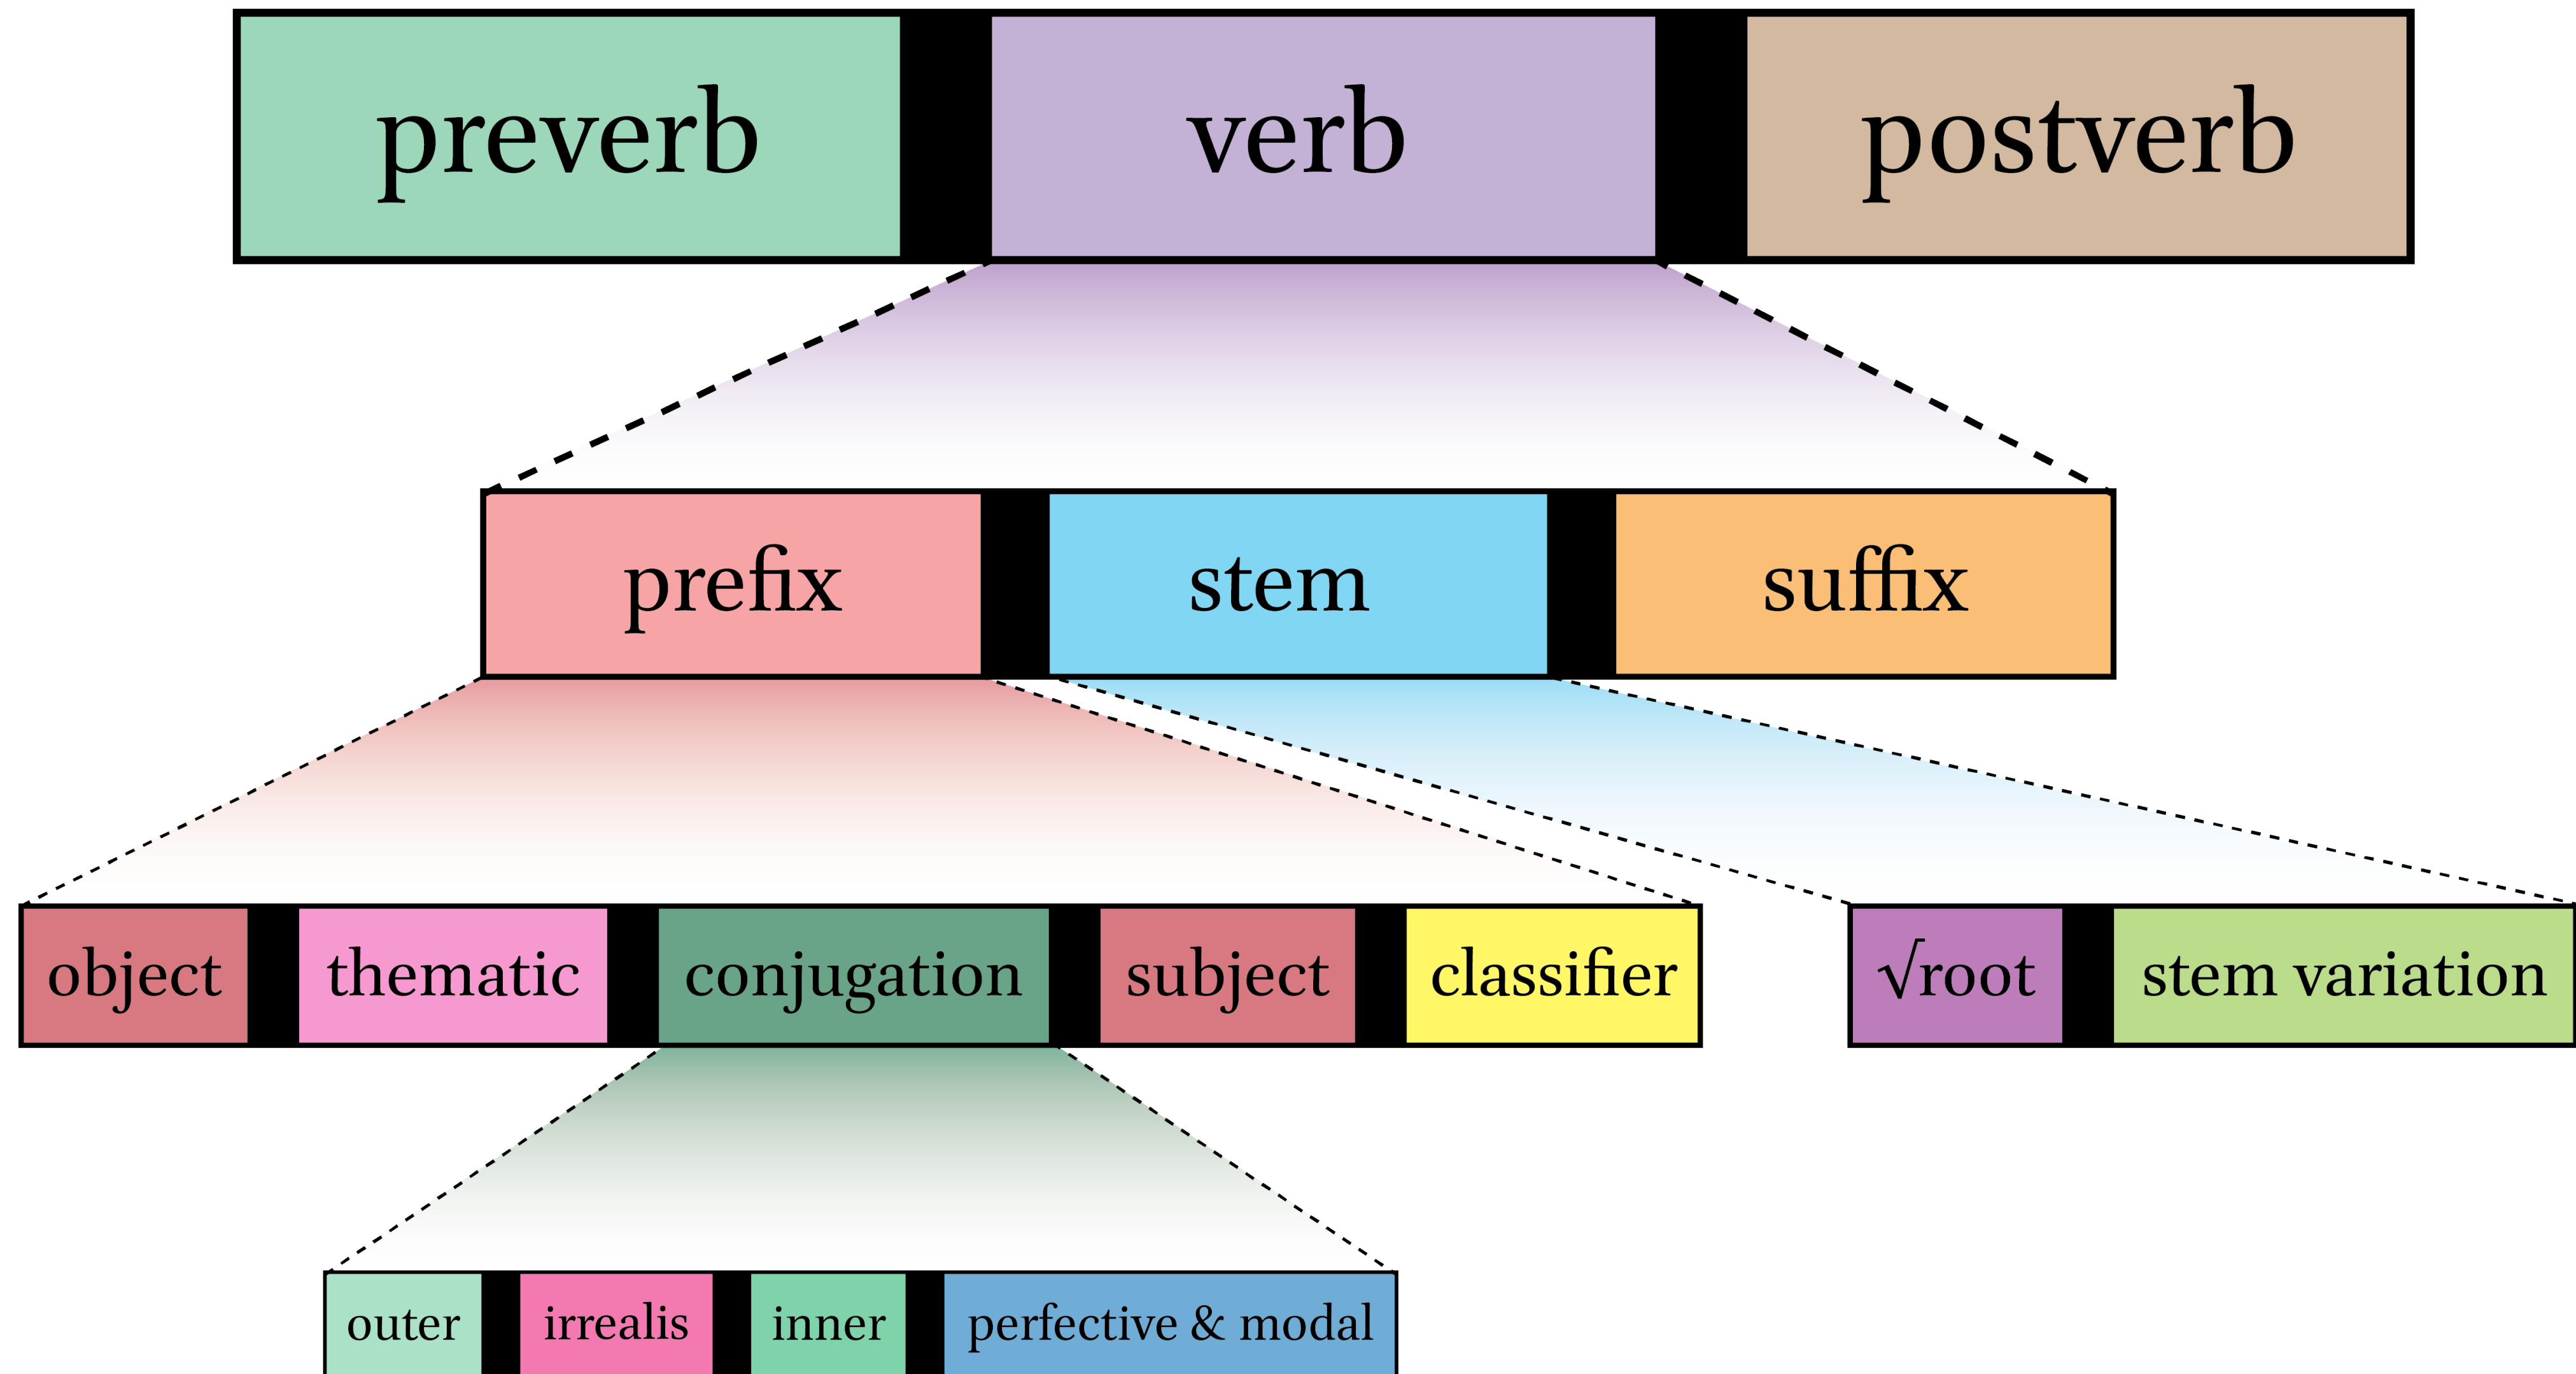 preverb verb postverb
prefix stem suffix
object thematic conjugation subject classifier √root stem variation
outer irrealis inner perfective & modal